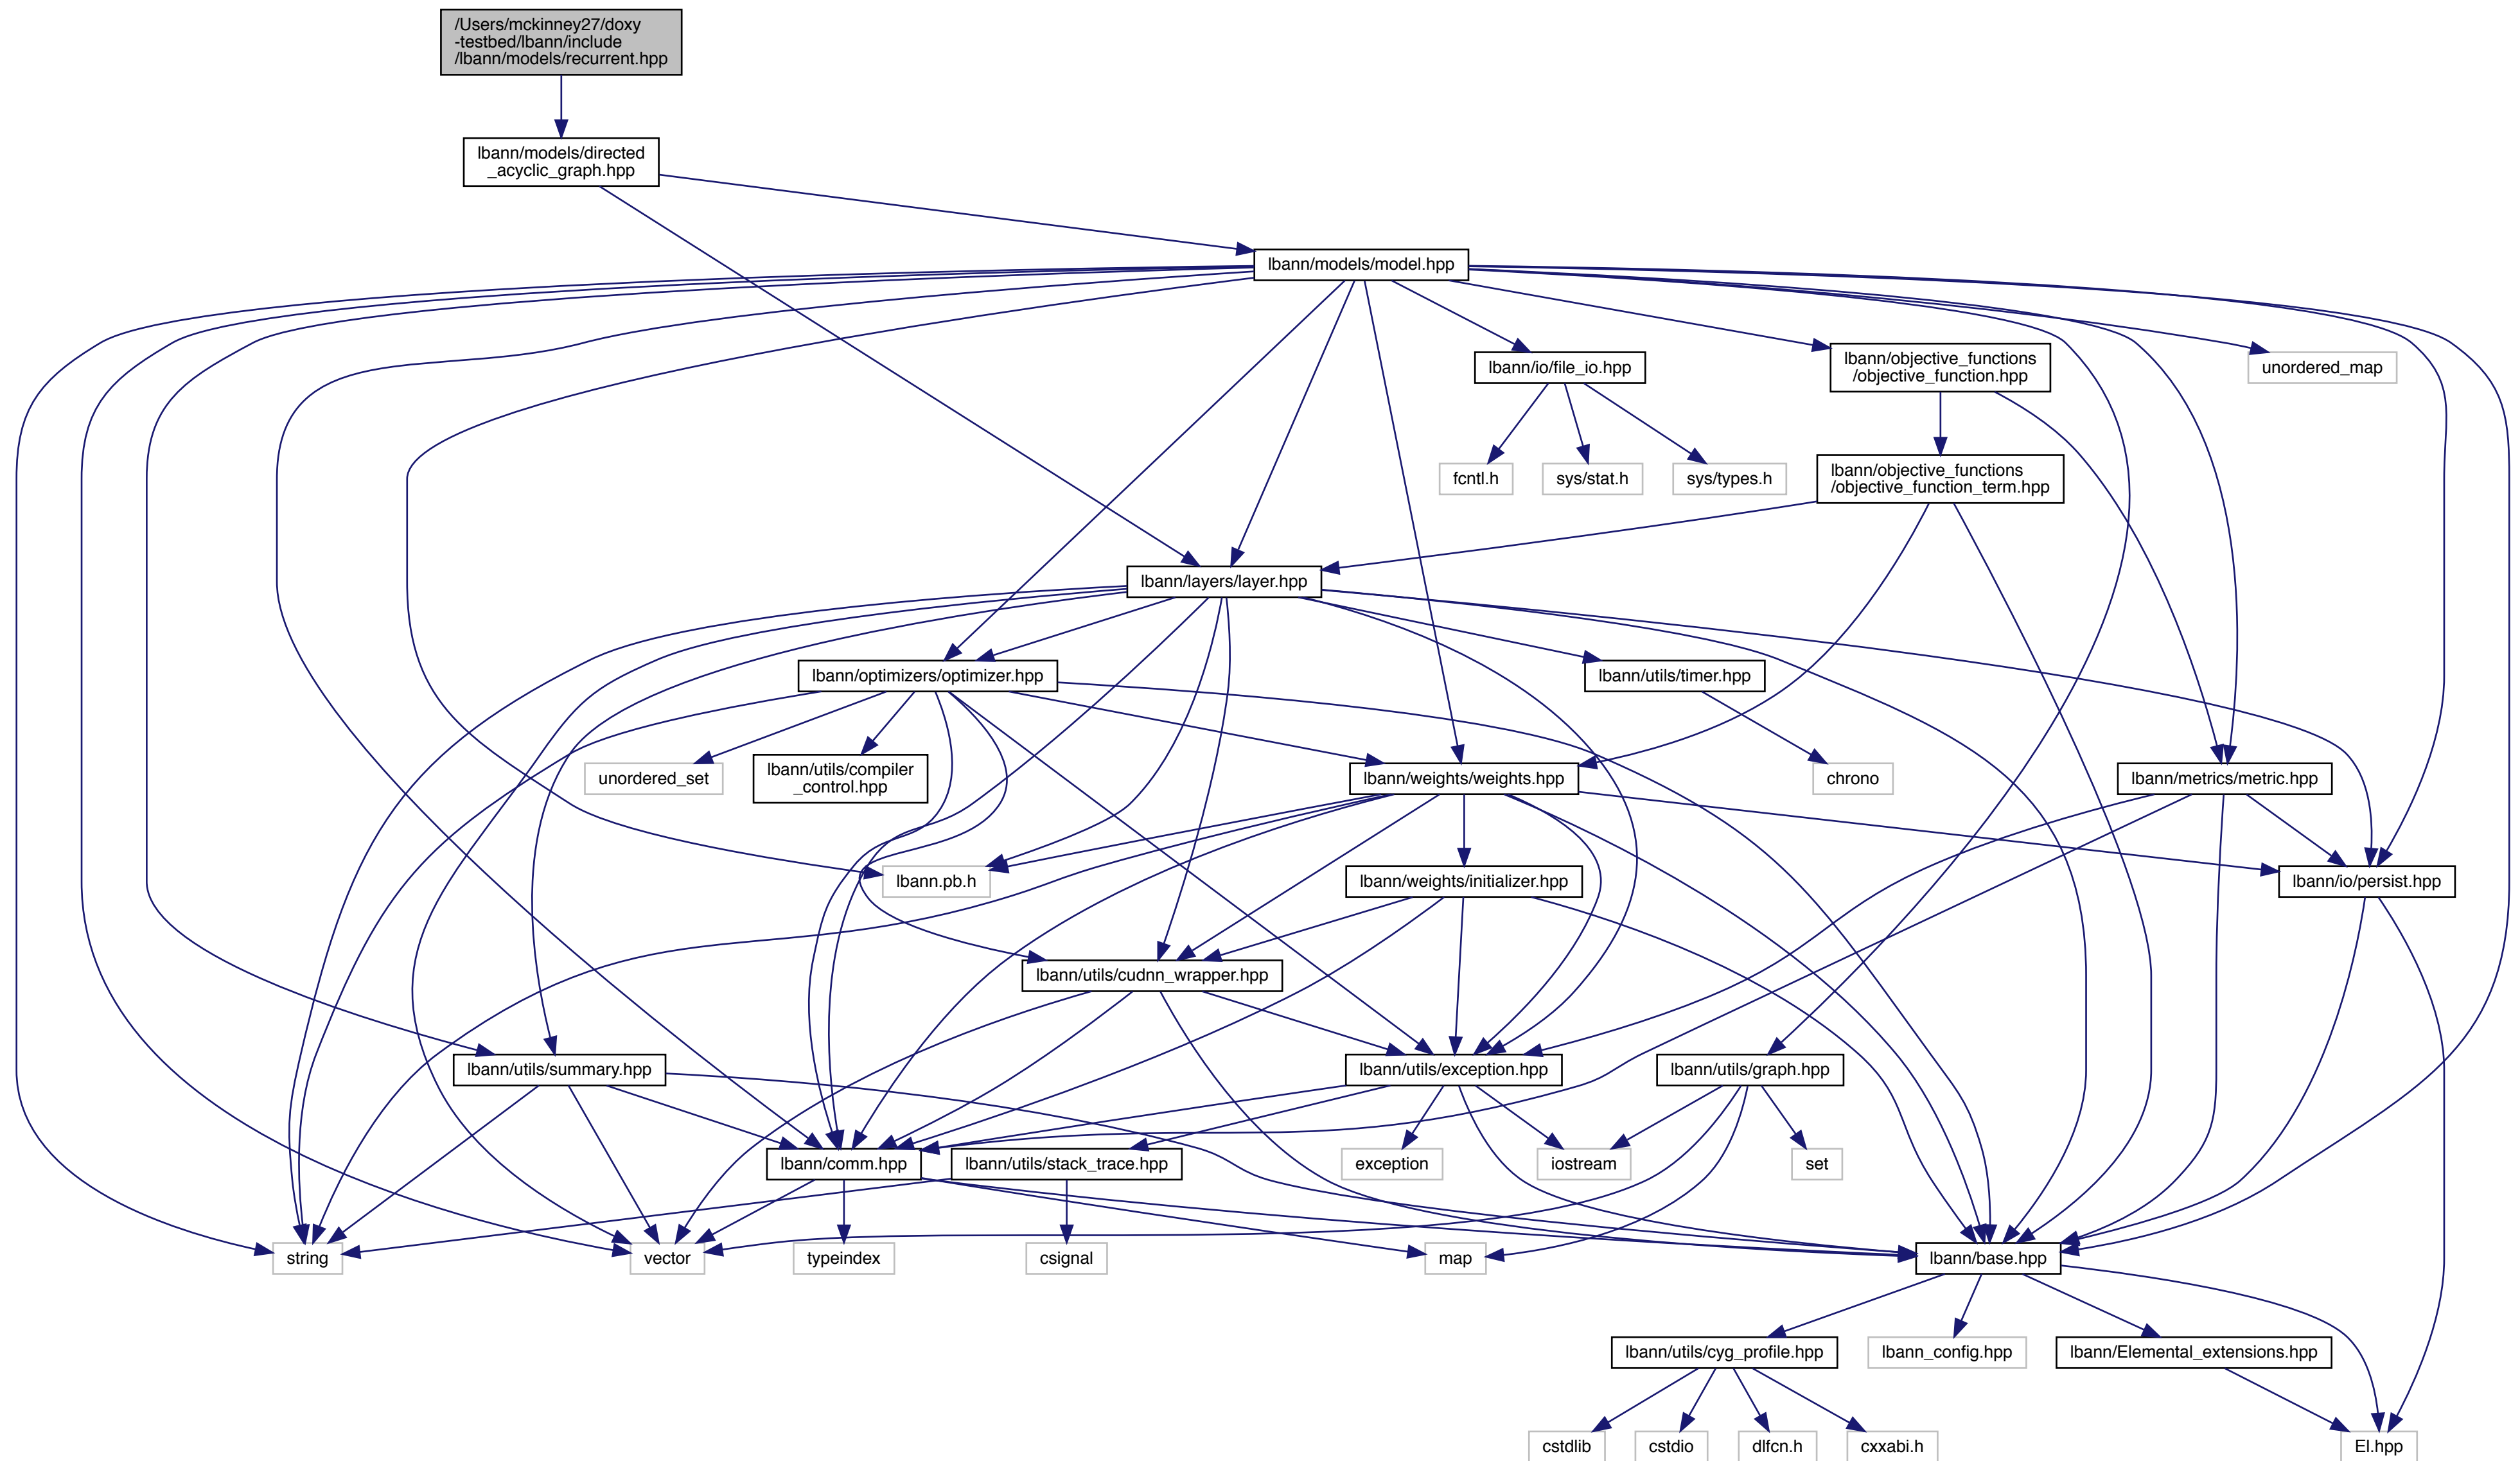 /Users/mckinney27/doxy
-testbed/lbann/include
/lbann/models/recurrent.hpp
lbann/models/directed
_acyclic_graph.hpp
lbann/models/model.hpp
lbann/io/file_io.hpp
lbann/objective_functions
/objective_function.hpp
unordered_map
fcntl.h
sys/stat.h
sys/types.h
lbann/objective_functions
/objective_function_term.hpp
lbann/layers/layer.hpp
lbann/optimizers/optimizer.hpp
lbann/utils/timer.hpp
unordered_set
lbann/utils/compiler
_control.hpp
lbann/weights/weights.hpp
chrono
lbann/metrics/metric.hpp
lbann.pb.h
lbann/weights/initializer.hpp
lbann/io/persist.hpp
lbann/utils/cudnn_wrapper.hpp
lbann/utils/summary.hpp
lbann/utils/exception.hpp
lbann/utils/graph.hpp
lbann/comm.hpp
lbann/utils/stack_trace.hpp
exception
iostream
set
string
vector
typeindex
csignal
map
lbann/base.hpp
lbann/utils/cyg_profile.hpp
lbann_config.hpp
lbann/Elemental_extensions.hpp
cstdlib
cstdio
dlfcn.h
cxxabi.h
El.hpp